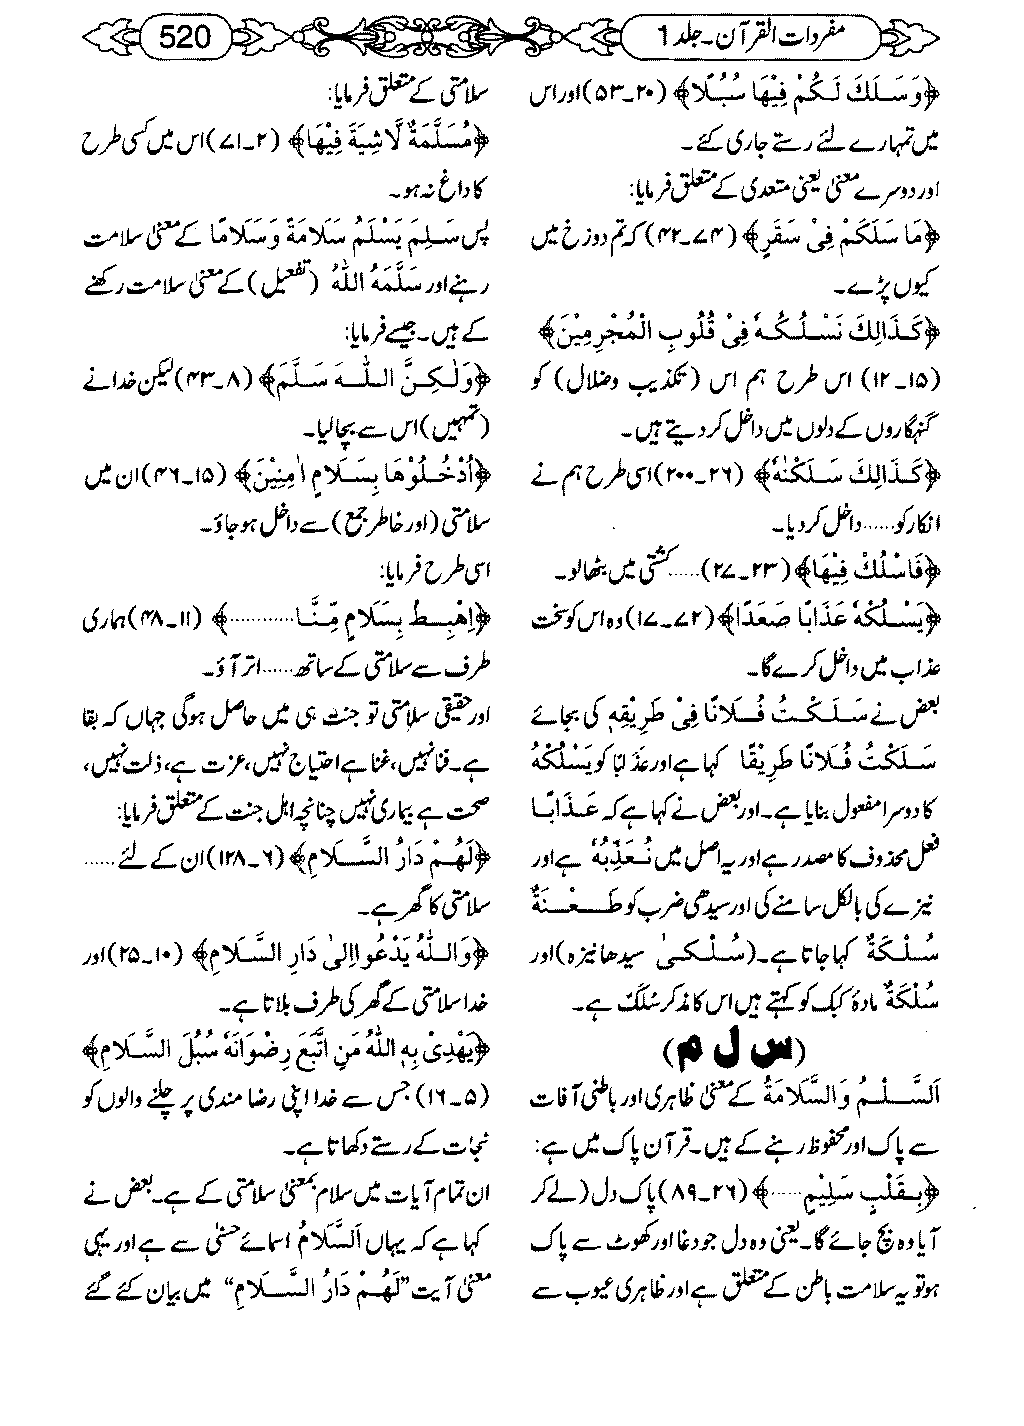 مفردات القرآن۔ جلد 1
520
﴿وَسَلَكَ لَكُمْ فِيْهَا سُبُلًا﴾ (۲۰۔۵۳) اور اس
میں تمہارے لئے رستے جاری کئے۔
اور دوسرے معنی یعنی متعدی کے متعلق فرمایا:
﴿مَا سَلَكَكُمْ فِىْ سَقَرٍ﴾ (۷۴۔۴۲) کہ تم دوزخ میں
کیوں پڑے۔
﴿كَذَالِكَ نَسْلُكُهٗ فِىْ قُلُوبِ الْمُجْرِمِيْنَ﴾
(۱۵۔۱۲) اس طرح ہم اس (تکذیب وضلال) کو
گنہگاروں کے دلوں میں داخل کر دیتے ہیں۔
﴿كَذَالِكَ سَلَكْنٰهُ﴾ (۲۶۔۲۰۰) اسی طرح ہم نے
انکار کو...... داخل کر دیا۔
﴿فَاسْلُكْ فِيْهَا﴾ (۲۳۔۲۷)...... کشتی میں بٹھا لو۔
﴿يَسْلُكْهُ عَذَابًا صَعَدًا﴾ (۷۲۔۱۷) وہ اس کو سخت
عذاب میں داخل کرے گا۔
بعض نے سَلَكْتُ فُلَانًا فِىْ طَرِيْقِهٖ کی بجائے
سَلَكْتُ فُلَانًا طَرِيْقًا کہا ہے اور عذابًا کو يَسْلُكْهُ
کا دوسرا مفعول بنایا ہے۔ اور بعض نے کہا ہے کہ عَذَابًا
فعل محذوف کا مصدر ہے اور یہ اصل میں نُعَذِّبُهٗ ہے اور
نیزے کی بالکل سامنے کی اور سیدھی ضرب کو طَعْنَةٌ
سُلْكَةٌ کہا جاتا ہے۔ (سُلْكىٰ سیدھا نیزہ) اور
سُلْكَةٌ مادہ کبک کو کہتے ہیں اس کا مذکر سُلَكٌ ہے۔
(س ل م)
اَلسَّلْمُ وَالسَّلَامَةُ کے معنی ظاہری اور باطنی آفات
سے پاک اور محفوظ رہنے کے ہیں۔ قرآن پاک میں ہے:
﴿بِقَلْبٍ سَلِيْمٍ......﴾ (۲۶۔۸۹) پاک دل (لے کر
آیا وہ بچ جائے گا۔ یعنی وہ دل جو دغا اور کھوٹ سے پاک
ہو تو یہ سلامت باطن کے متعلق ہے اور ظاہری عیوب سے
سلامتی کے متعلق فرمایا:
﴿مُسَلَّمَةٌ لَّاشِيَةَ فِيْهَا﴾ (۲۔۷۱) اس میں کسی طرح
کا داغ نہ ہو۔
پس سَلِمَ يَسْلَمُ سَلَامَةً وَسَلَامًا کے معنی سلامت
رہنے اور سَلَّمَهُ اللّٰهُ (تفعیل) کے معنی سلامت رکھنے
کے ہیں۔ جیسے فرمایا:
﴿وَلٰكِنَّ اللّٰهَ سَلَّمَ﴾ (۸۔۴۳) لیکن خدا نے
(تمہیں) اس سے بچا لیا۔
﴿اُدْخُلُوْهَا بِسَلَامٍ اٰمِنِيْنَ﴾ (۱۵۔۴۶) ان میں
سلامتی (اور خاطر جمع) سے داخل ہو جاؤ۔
اسی طرح فرمایا:
﴿اِهْبِطْ بِسَلَامٍ مِّنَّا............﴾ (۱۱۔۴۸) ہماری
طرف سے سلامتی کے ساتھ...... اتر آؤ۔
اور حقیقی سلامتی تو جنت ہی میں حاصل ہوگی جہاں کہ بقا
ہے۔ فنا نہیں، غنا ہے احتیاج نہیں، عزت ہے، ذلت نہیں،
صحت ہے بیماری نہیں چنانچہ اہل جنت کے متعلق فرمایا:
﴿لَهُمْ دَارُ السَّلَامِ﴾ (۶۔۱۲۸) ان کے لئے......
سلامتی کا گھر ہے۔
﴿وَاللّٰهُ يَدْعُوا اِلىٰ دَارِ السَّلَامِ﴾ (۱۰۔۲۵) اور
خدا سلامتی کے گھر کی طرف بلاتا ہے۔
﴿يَهْدِىْ بِهِ اللّٰهُ مَنِ اتَّبَعَ رِضْوَانَهٗ سُبُلَ السَّلَامِ﴾
(۵۔۱۶) جس سے خدا اپنی رضا مندی پر چلنے والوں کو
نجات کے رستے دکھاتا ہے۔
ان تمام آیات میں سلام بمعنی سلامتی کے ہے۔ بعض نے
کہا ہے کہ یہاں اَلسَّلَامُ اسمائے حسنٰی سے ہے اور یہی
معنی آیت ”لَهُمْ دَارُ السَّلَامِ“ میں بیان کئے گئے